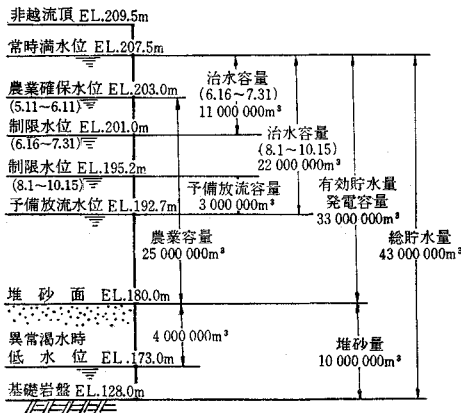 非越流頂 EL.209.5m
常時満水位 EL.207.5m
農業確保水位 EL.203.0m
(5.11~6.11)
制限水位 EL.201.0m
(6.16~7.31)
制限水位 EL.195.2m
(8.1~10.15)
予備放流水位 EL.192.7m
堆砂面 EL.180.0m
異常渇水時
低水位 EL.173.0m
基礎岩盤 EL.128.0m
治水容量
(6.16~7.31)
11 000 000m³
治水容量
(8.1~10.15)
22 000 000m³
予備放流容量
3 000 000m³
農業容量
25 000 000m³
有効貯水量
発電容量
33 000 000m³
総貯水量
43 000 000m³
4 000 000m³
堆砂量
10 000 000m³